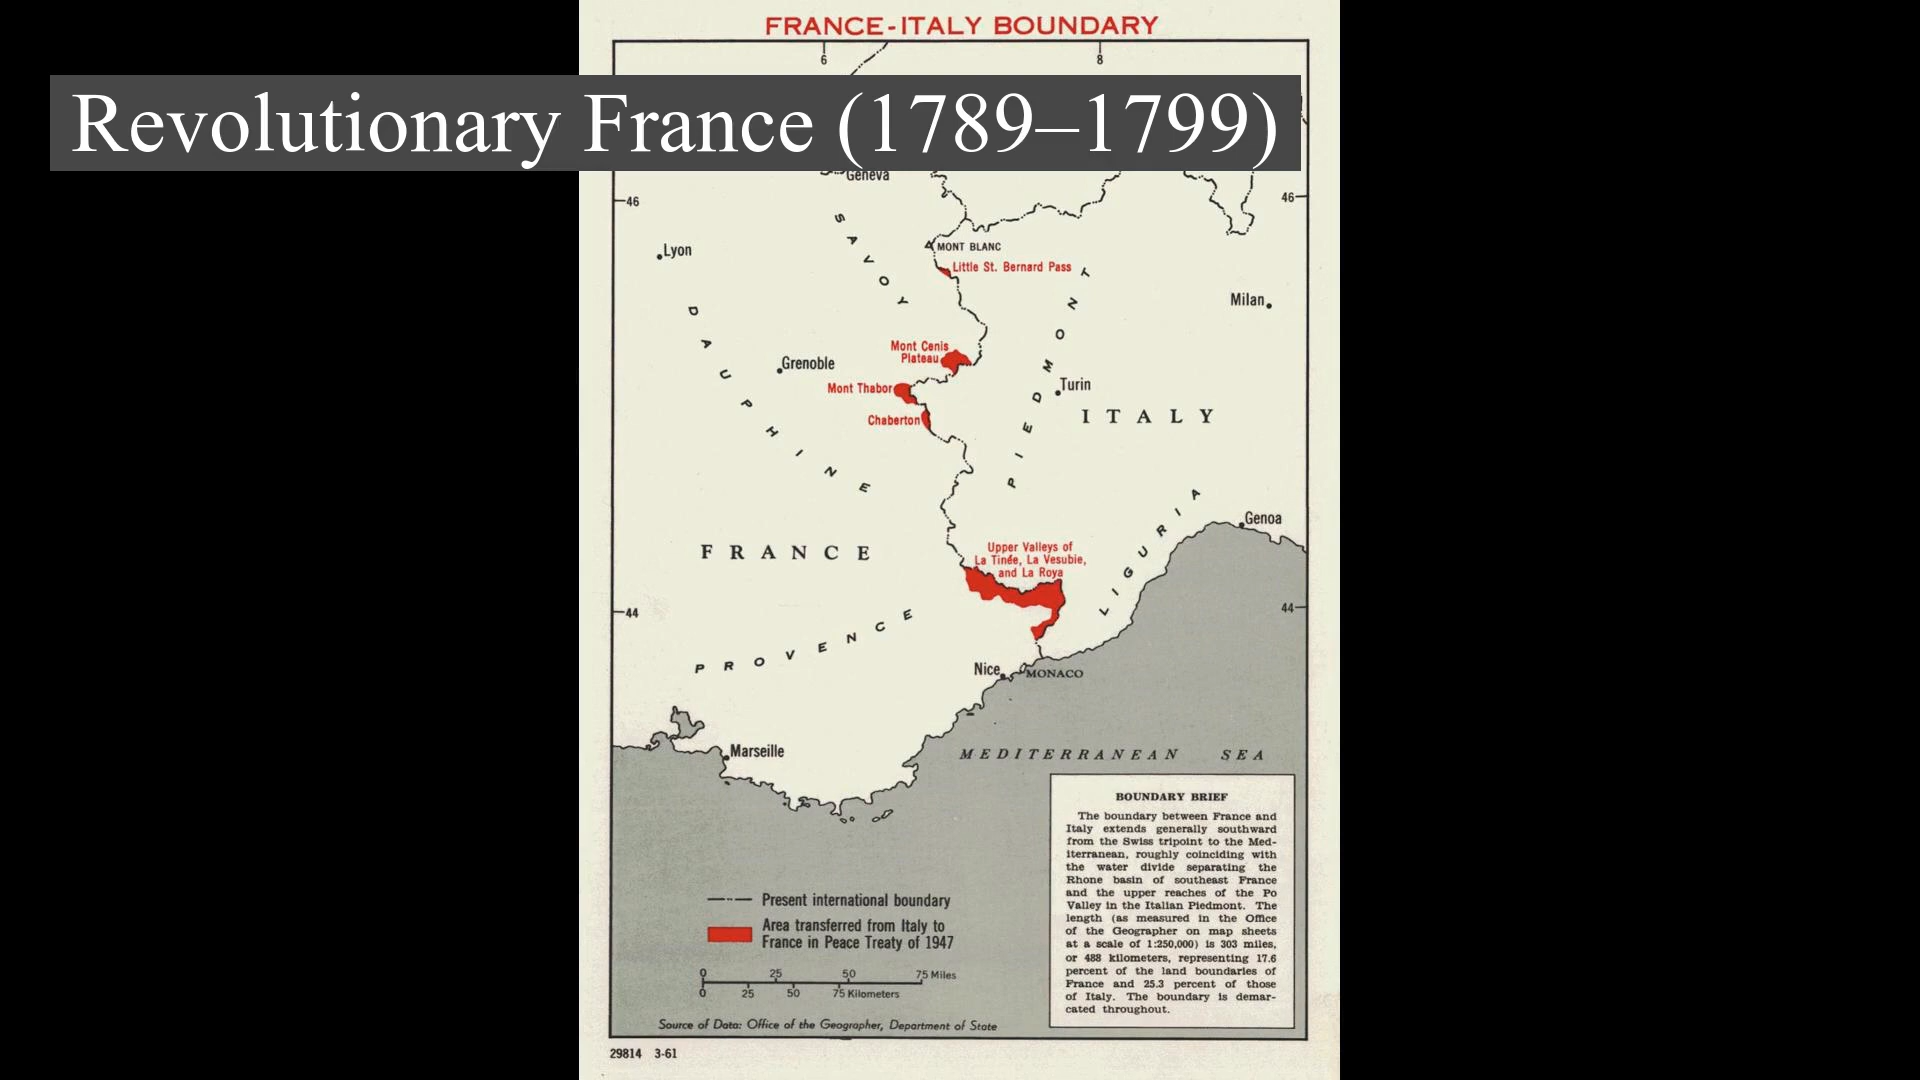 FRANCE-ITALY BOUNDARY
6 8
Revolutionary France (1789–1799)
Geneva
46 46
SAVOY
MONT BLANC
Lyon
Little St. Bernard Pass
Milan
DAUPHINE
PIEDMONT
Mont Cenis
Plateau
Grenoble
Mont Thabor
Turin
ITALY
Chaberton
LIGURIA
Genoa
FRANCE
Upper Valleys of
La Tinée, La Vesubie,
and La Roya
44 44
PROVENCE
Nice
MONACO
Marseille
MEDITERRANEAN SEA
BOUNDARY BRIEF
The boundary between France and
Italy extends generally southward
from the Swiss tripoint to the Med-
iterranean, roughly coinciding with
the water divide separating the
Rhone basin of southeast France
and the upper reaches of the Po
Valley in the Italian Piedmont. The
length (as measured in the Office
of the Geographer on map sheets
at a scale of 1:250,000) is 303 miles,
or 488 kilometers, representing 17.6
percent of the land boundaries of
France and 25.3 percent of those
of Italy. The boundary is demar-
cated throughout.
Present international boundary
Area transferred from Italy to
France in Peace Treaty of 1947
0 25 50 75 Miles
0 25 50 75 Kilometers
Source of Data: Office of the Geographer, Department of State
29814 3-61